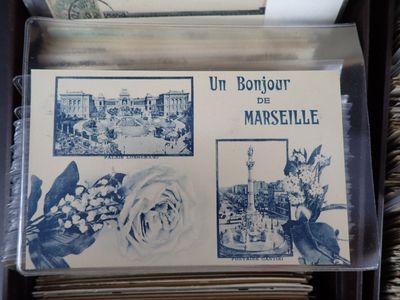 Un Bonjour
DE
MARSEILLE
PALAIS LONGCHAMP
FONTAINE CANTINI